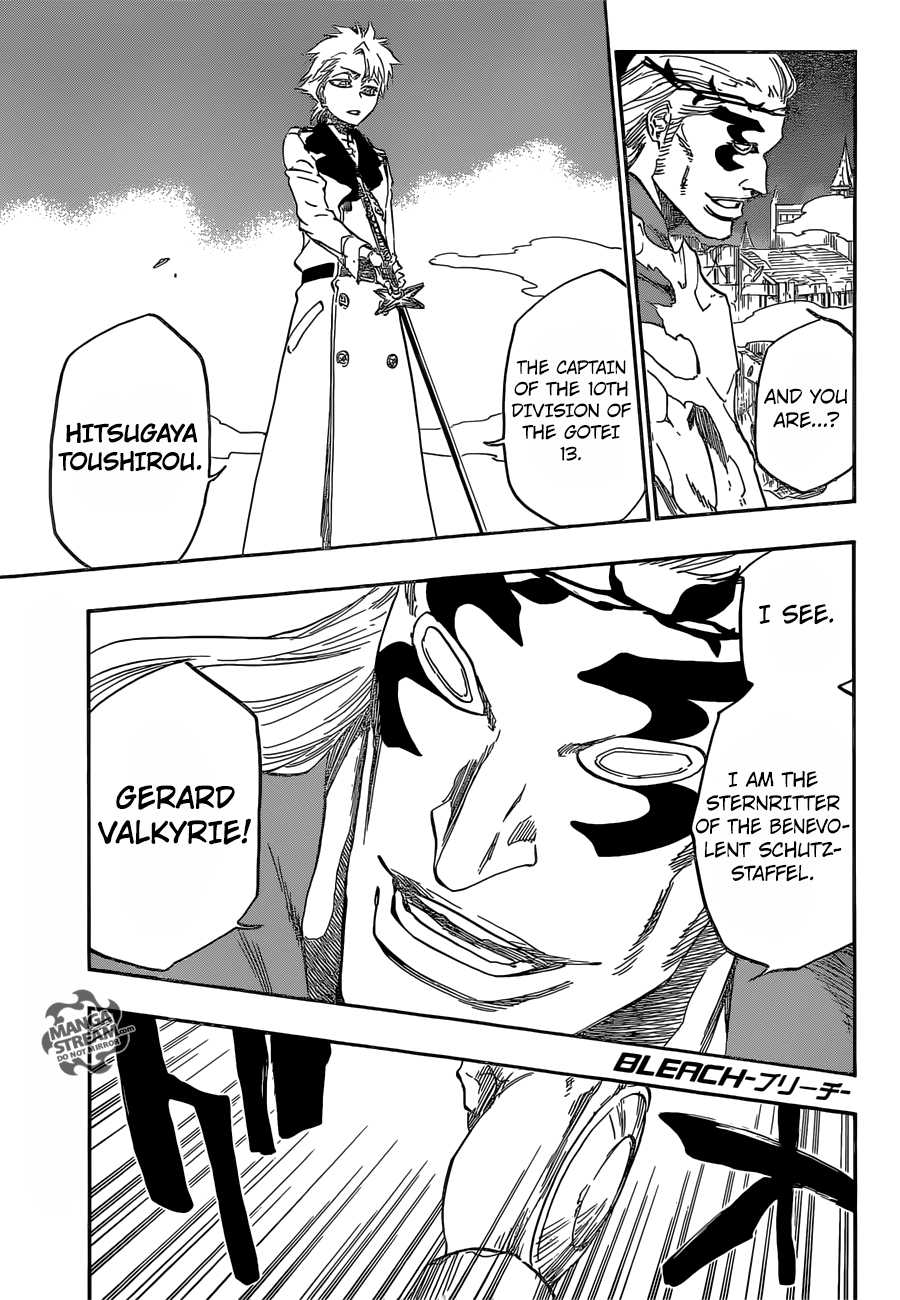 AND YOU
ARE...?
THE CAPTAIN
OF THE 10TH
DIVISION OF
THE GOTEI
13.
HITSUGAYA
TOUSHIROU.
I SEE.
I AM THE
STERNRITTER
OF THE BENEVO-
LENT SCHUTZ-
STAFFEL.
GERARD
VALKYRIE!
MANGA
STREAM.com
DO NOT MIRROR
BLEACH-ブリーチ-